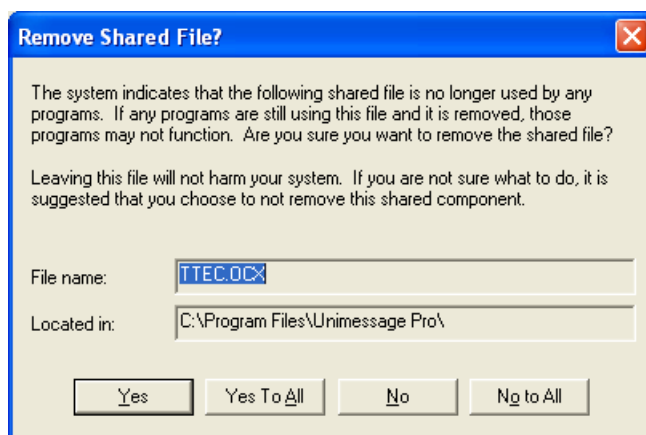 Remove Shared File?
The system indicates that the following shared file is no longer used by any
programs. If any programs are still using this file and it is removed, those
programs may not function. Are you sure you want to remove the shared file?
Leaving this file will not harm your system. If you are not sure what to do, it is
suggested that you choose to not remove this shared component.
File name: TTEC.OCX
Located in: C:\Program Files\Unimessage Pro\
Yes Yes To All No No to All